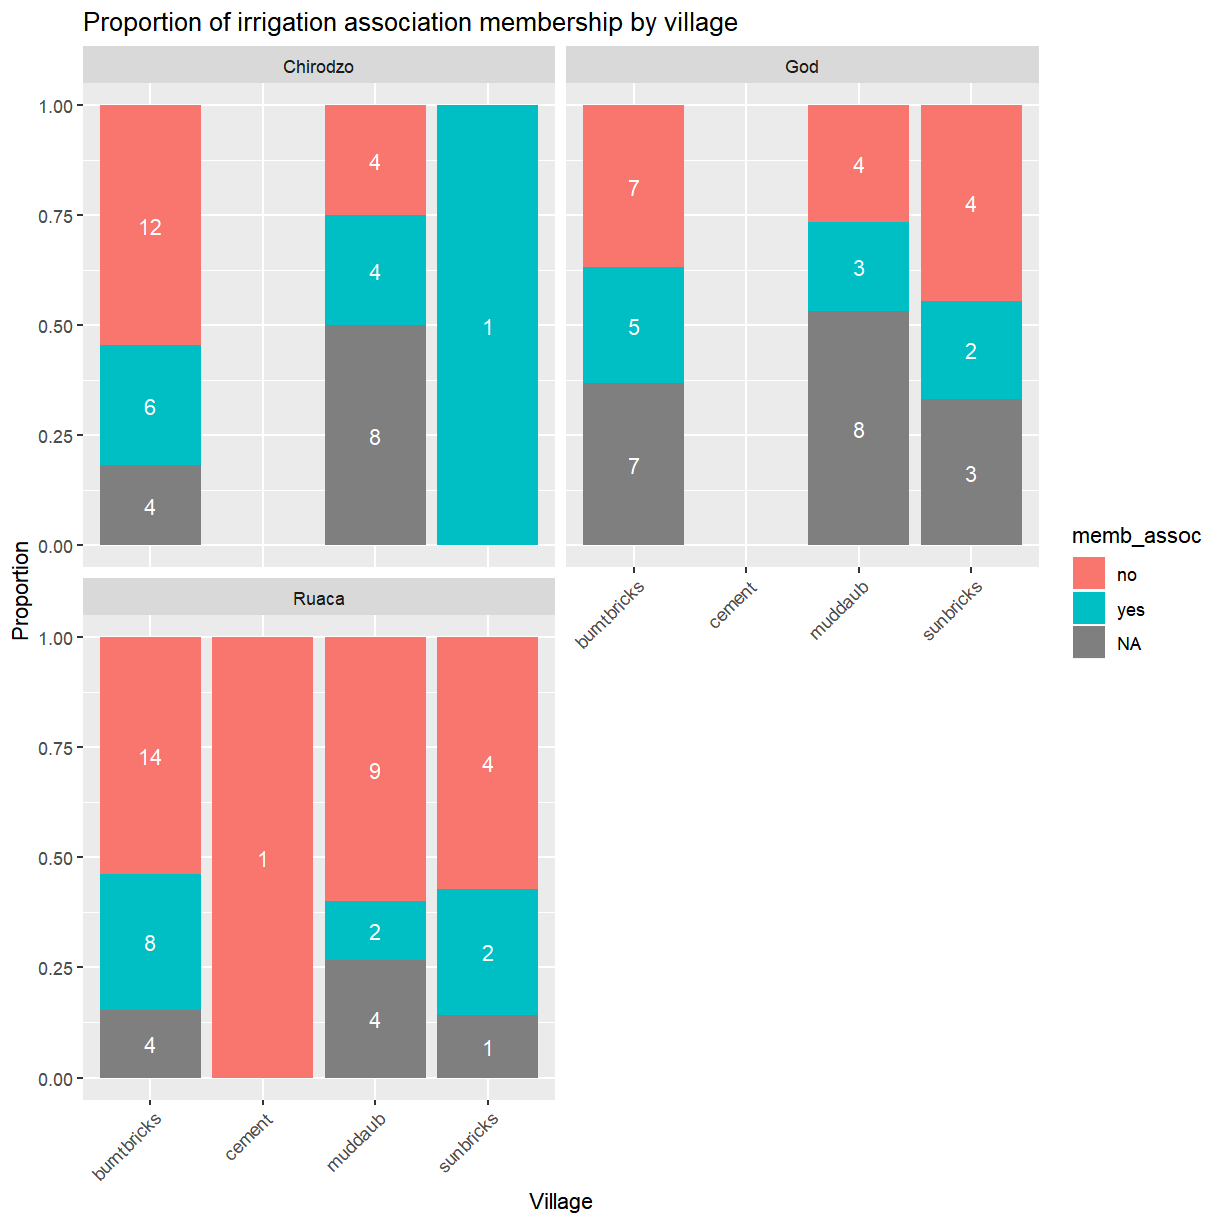 Proportion of irrigation association membership by village
Chirodzo
God
1.00
0.75
0.50
0.25
0.00
12
6
4
4
4
8
1
7
5
7
4
3
8
4
2
3
burntbricks
cement
muddaub
sunbricks
Proportion
Ruaca
1.00
0.75
0.50
0.25
0.00
14
8
4
1
9
2
4
4
2
1
burntbricks
cement
muddaub
sunbricks
Village
memb_assoc
no
yes
NA